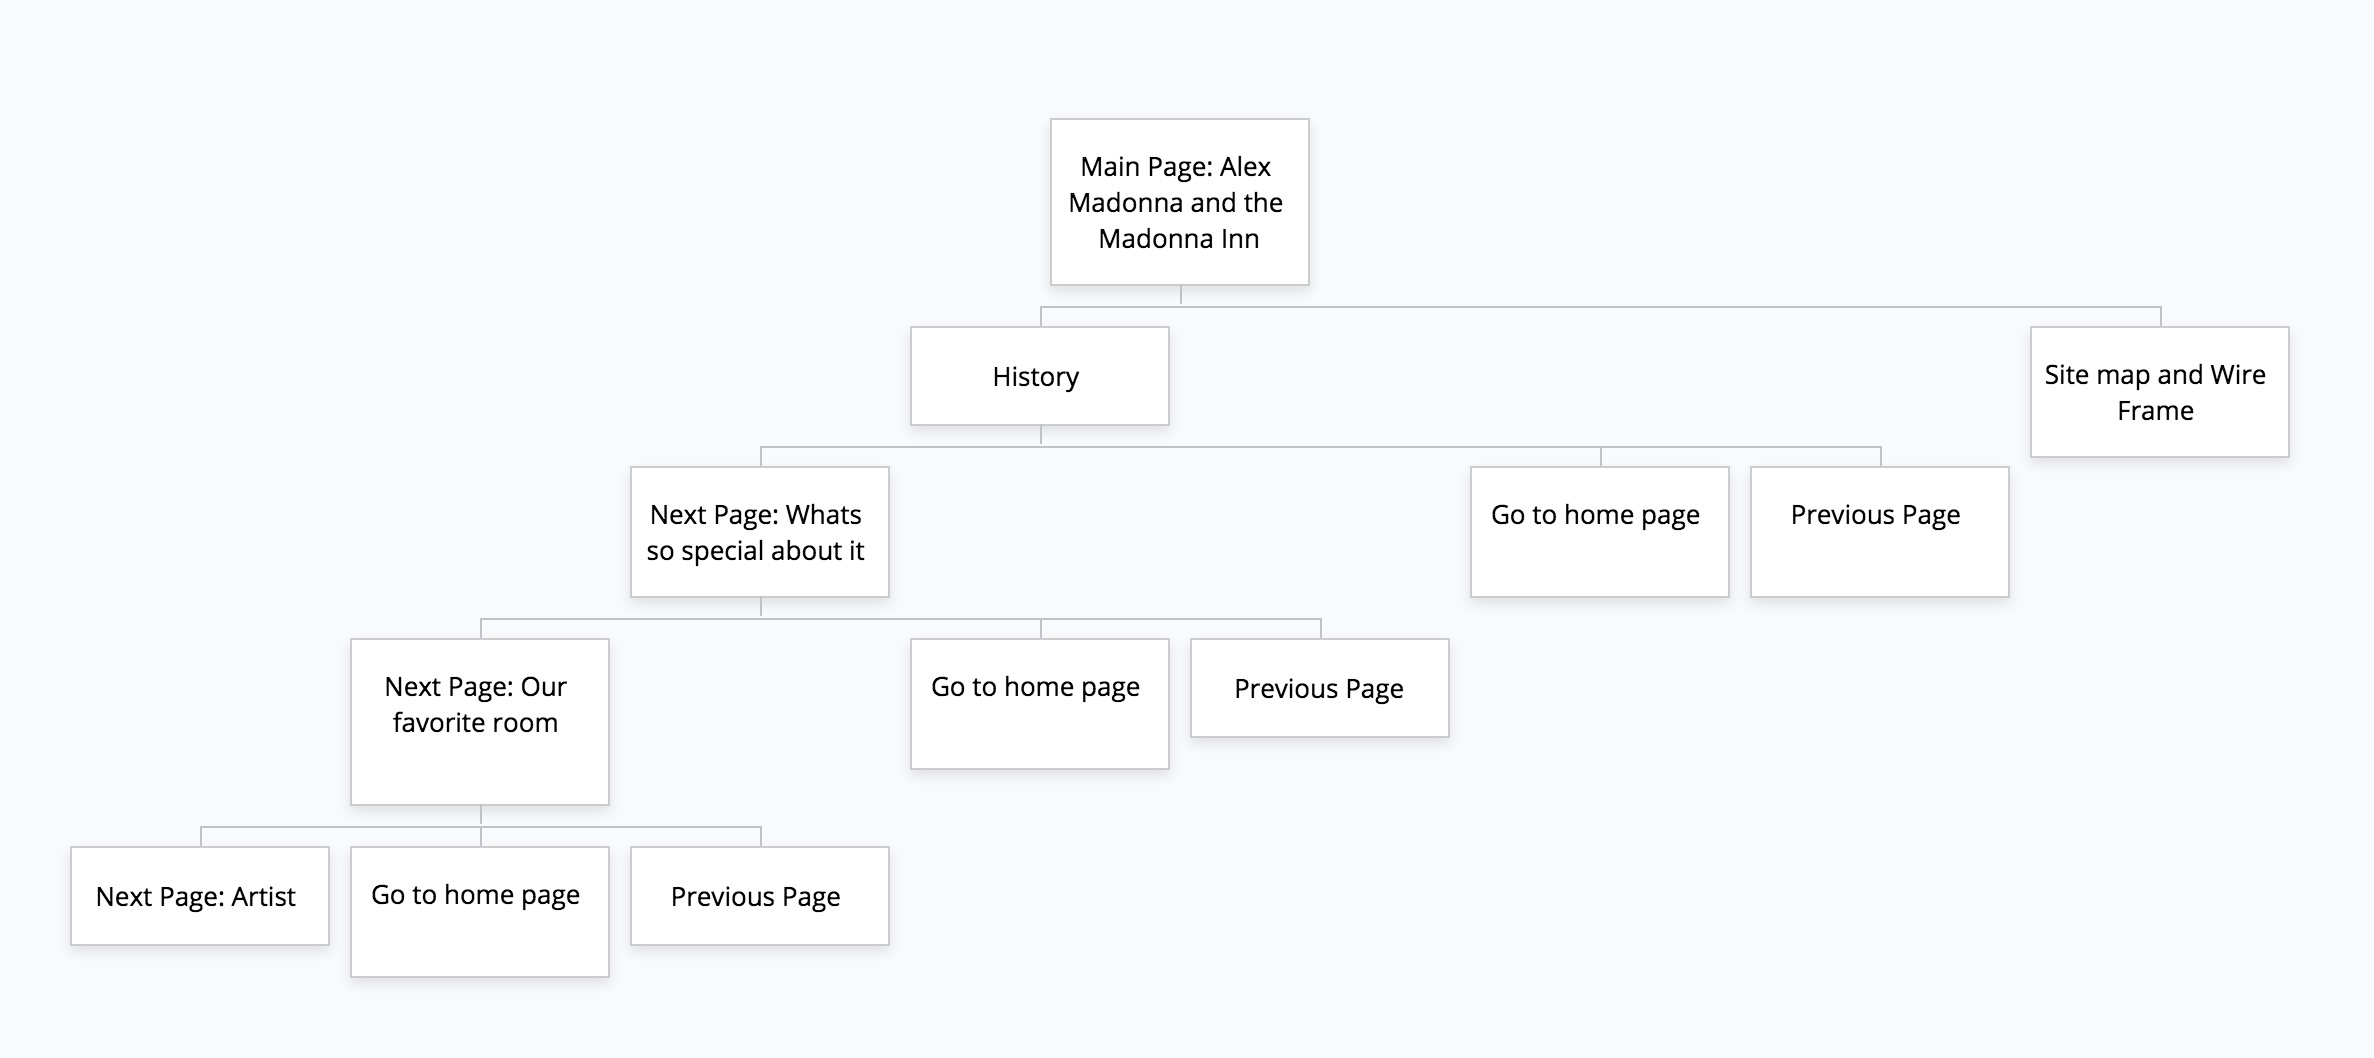 Main Page: Alex
Madonna and the
Madonna Inn
History
Site map and Wire
Frame
Next Page: Whats
so special about it
Go to home page
Previous Page
Next Page: Our
favorite room
Go to home page
Previous Page
Next Page: Artist
Go to home page
Previous Page